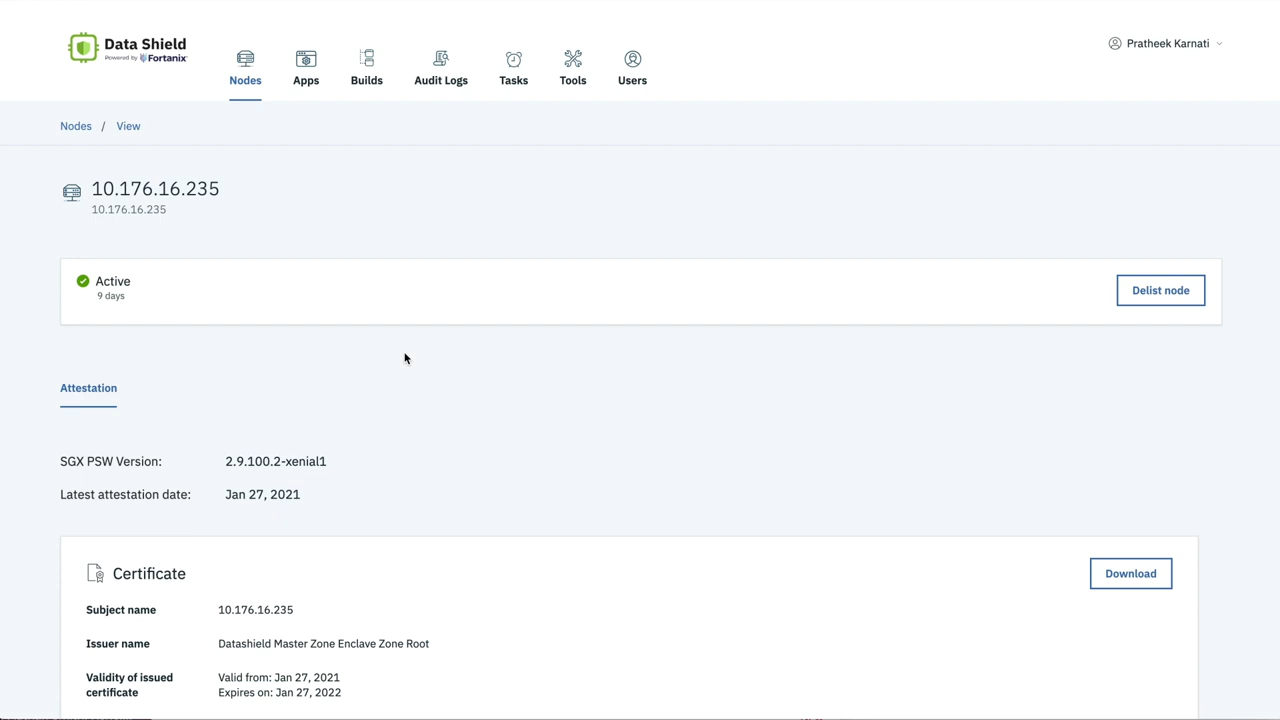 Data Shield
Powered by Fortanix
Nodes
Apps
Builds
Audit Logs
Tasks
Tools
Users
Pratheek Karnati
Nodes / View
10.176.16.235
10.176.16.235
Active
9 days
Delist node
Attestation
SGX PSW Version: 2.9.100.2-xenial1
Latest attestation date: Jan 27, 2021
Certificate
Download
Subject name 10.176.16.235
Issuer name Datashield Master Zone Enclave Zone Root
Validity of issued Valid from: Jan 27, 2021
certificate Expires on: Jan 27, 2022